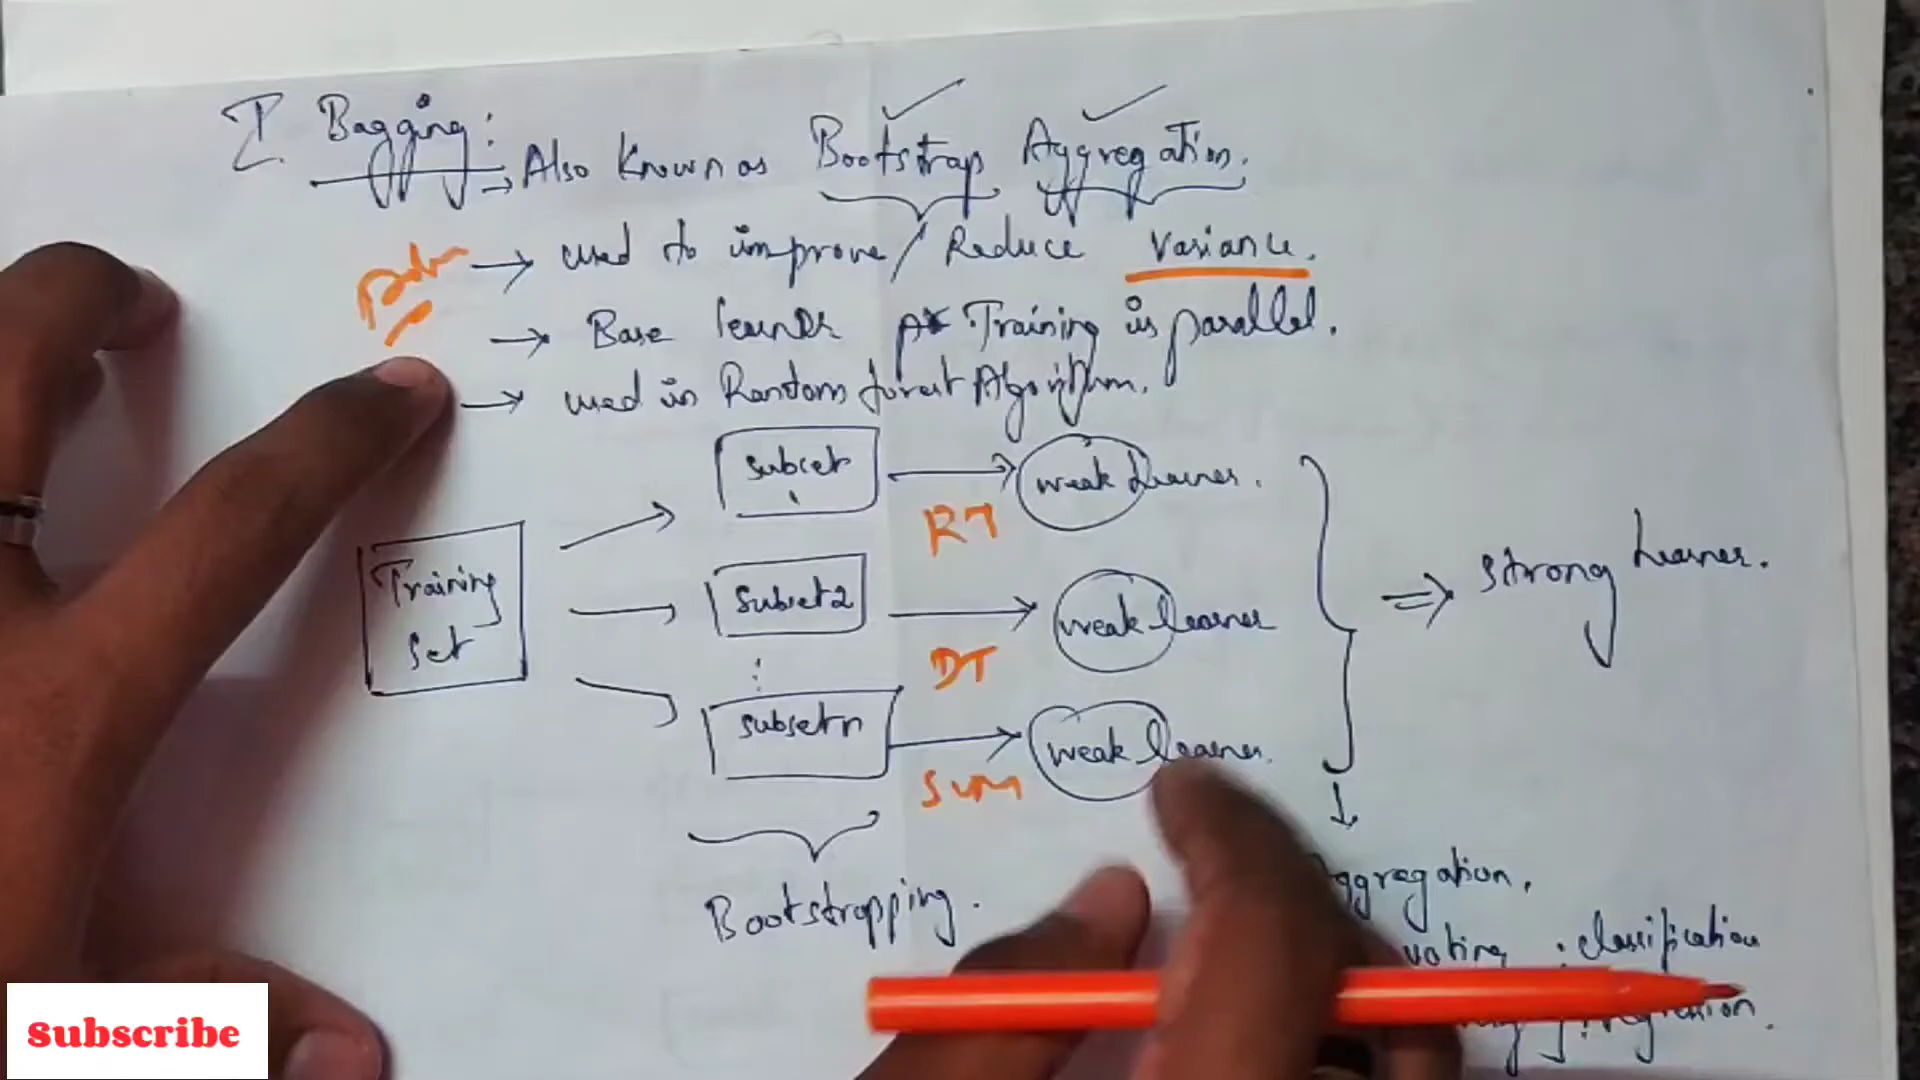 I. Bagging:
→ Also Known as Bootstrap Aggregation.
→ used to improve/Reduce Variance.
→ Base learner Training is parallel.
→ used in Random forest Algorithm.
Training Set
subset 1
RT
weak Learner.
subset 2
DT
weak learner
⋮
subset n
SVM
weak learner.
⇒ Strong Learner.
Bootstrapping.
ggregation.
voting : classification
regression.
Subscribe